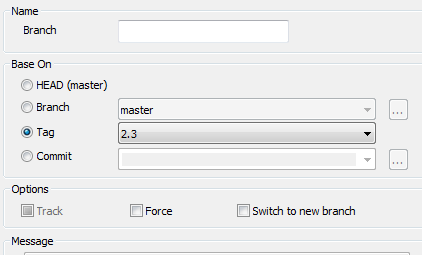 Name
Branch
Base On
HEAD (master)
Branch master ...
Tag 2.3
Commit ...
Options
Track Force Switch to new branch
Message